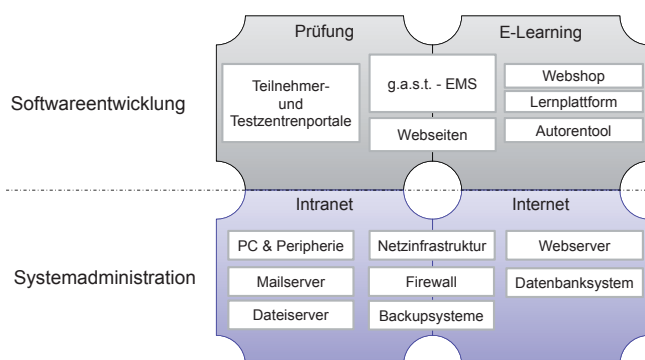 Prüfung
E-Learning
Softwareentwicklung
Teilnehmer-
und
Testzentrenportale
g.a.s.t. - EMS
Webseiten
Webshop
Lernplattform
Autorentool
Intranet
Internet
Systemadministration
PC & Peripherie
Mailserver
Dateiserver
Netzinfrastruktur
Firewall
Backupsysteme
Webserver
Datenbanksystem